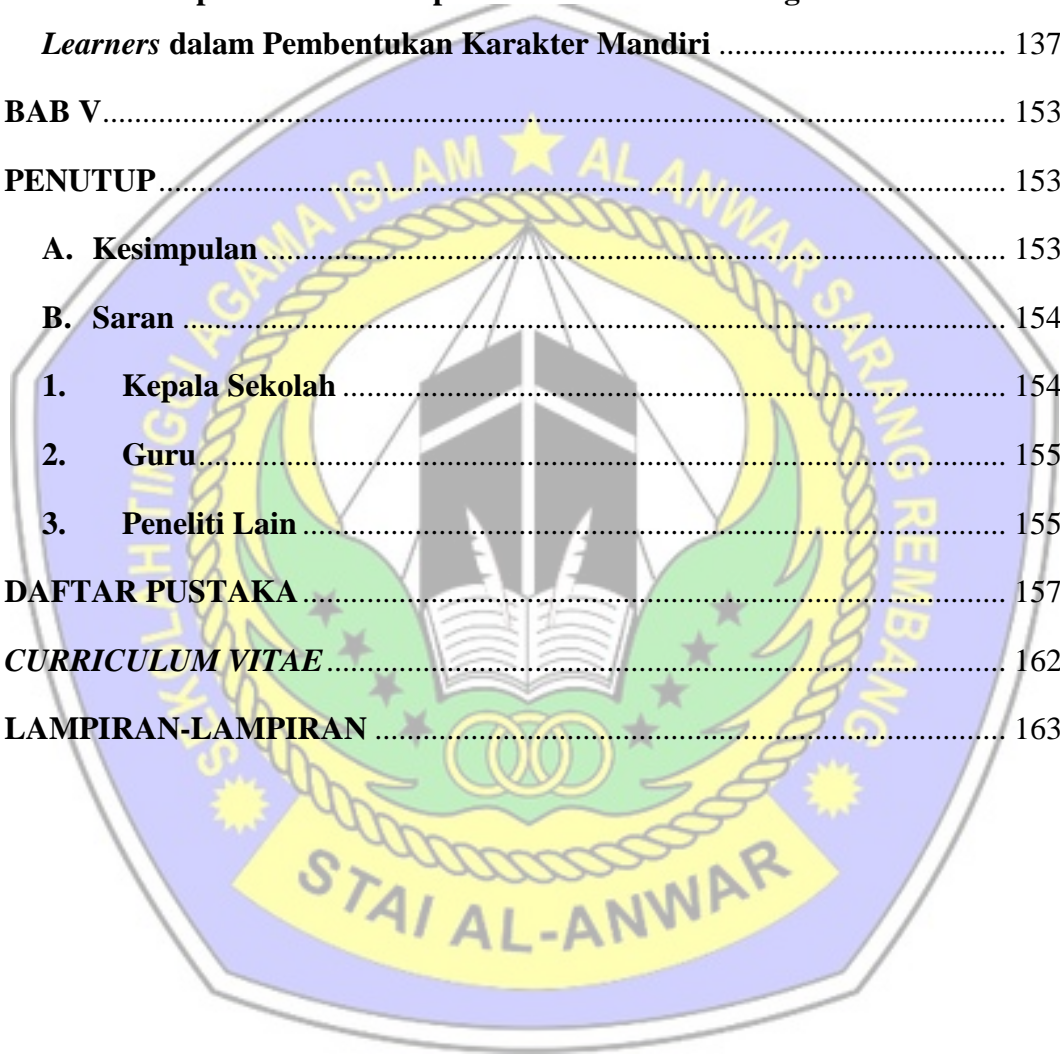 Learners dalam Pembentukan Karakter Mandiri ........................................ 137
BAB V ........................................ 153
PENUTUP ........................................ 153
A. Kesimpulan ........................................ 153
B. Saran ........................................ 154
1. Kepala Sekolah ........................................ 154
2. Guru ........................................ 155
3. Peneliti Lain ........................................ 155
DAFTAR PUSTAKA ........................................ 157
CURRICULUM VITAE ........................................ 162
LAMPIRAN-LAMPIRAN ........................................ 163
SEKOLAH TINGGI AGAMA ISLAM AL ANWAR SARANG REMBANG
STAI AL-ANWAR